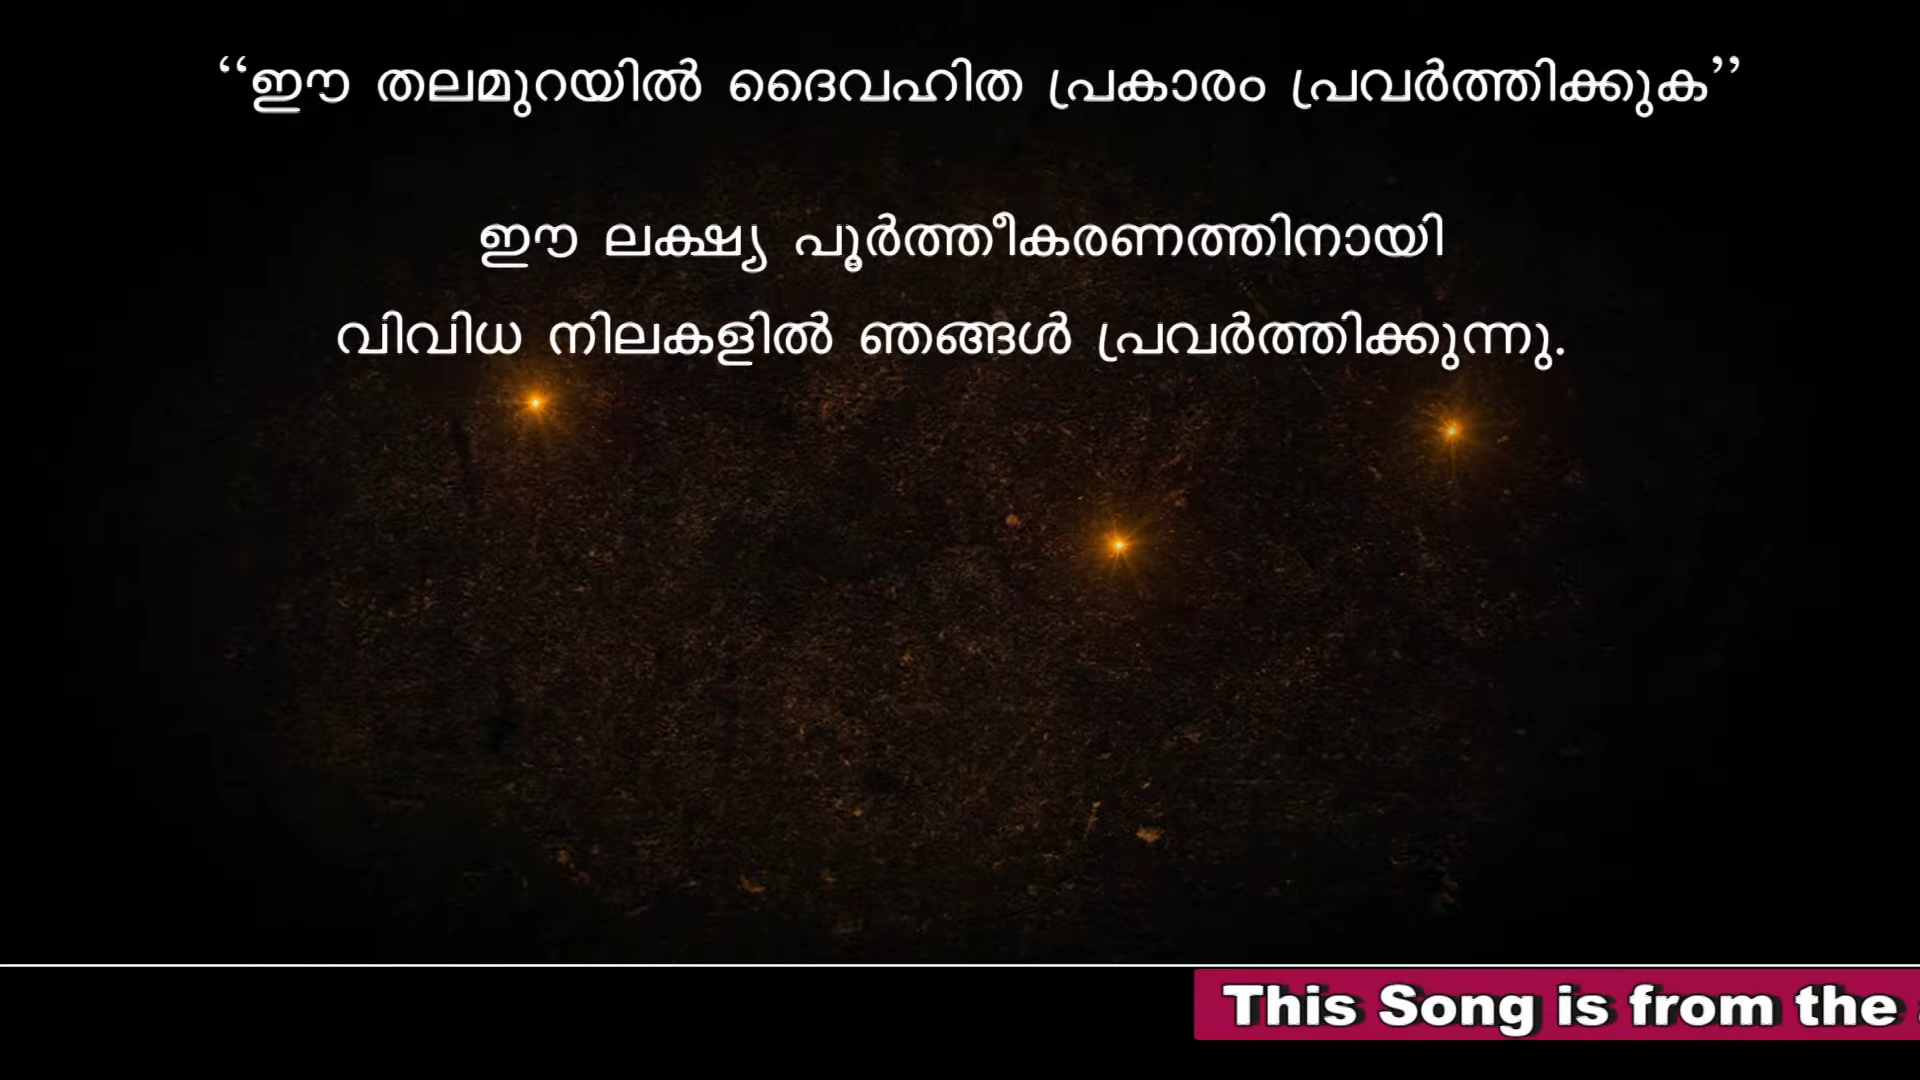 “ഈ തലമുറയിൽ ദൈവഹിത പ്രകാരം പ്രവർത്തിക്കുക”
ഈ ലക്ഷ്യ പൂർത്തീകരണത്തിനായി
വിവിധ നിലകളിൽ ഞങ്ങൾ പ്രവർത്തിക്കുന്നു.
This Song is from the